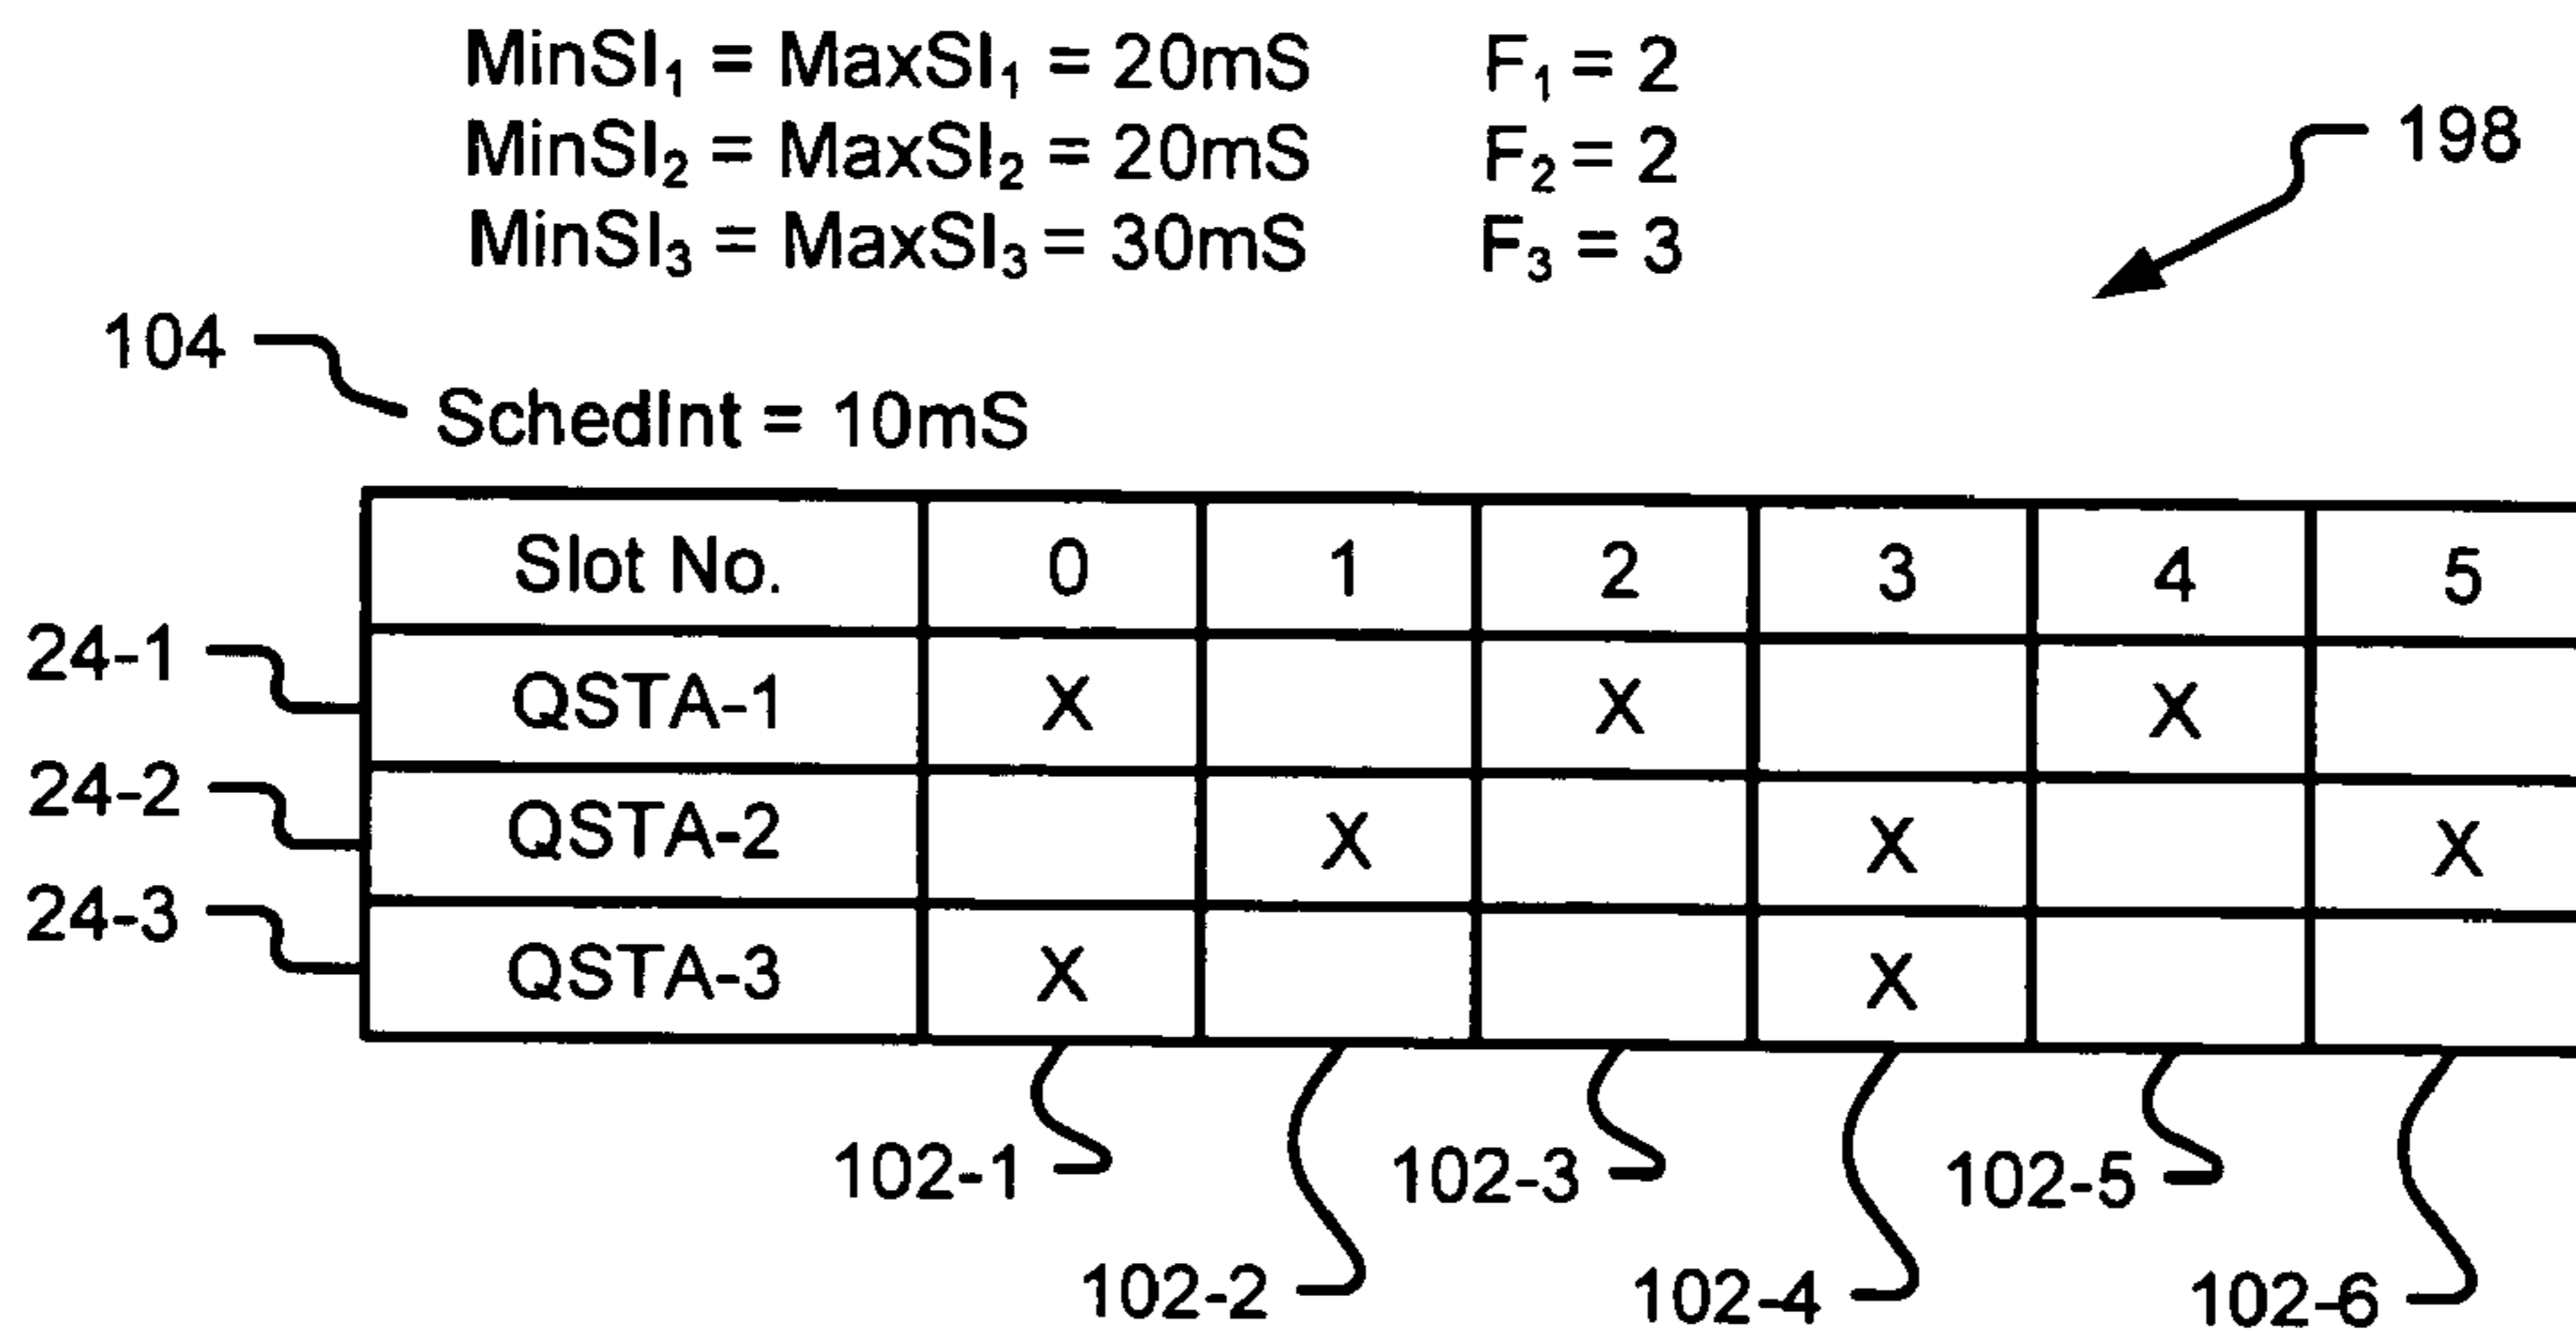 MinSI₁ = MaxSI₁ = 20mS F₁ = 2
MinSI₂ = MaxSI₂ = 20mS F₂ = 2
MinSI₃ = MaxSI₃ = 30mS F₃ = 3
198
104
SchedInt = 10mS
Slot No. 0 1 2 3 4 5
24-1 QSTA-1 X X X
24-2 QSTA-2 X X X
24-3 QSTA-3 X X
102-1 102-3 102-5
102-2 102-4 102-6